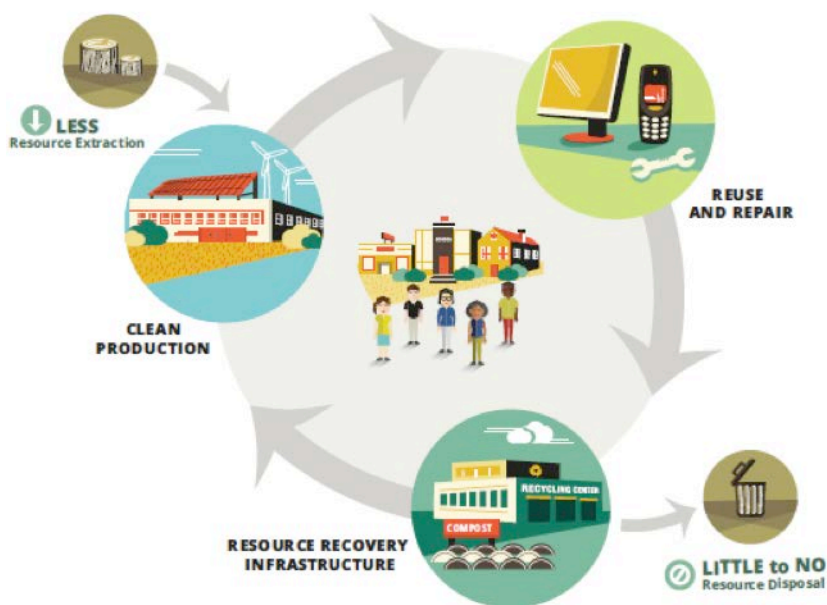 LESS
Resource Extraction
REUSE
AND REPAIR
CLEAN
PRODUCTION
RECYCLING CENTER
COMPOST
RESOURCE RECOVERY
INFRASTRUCTURE
LITTLE to NO
Resource Disposal